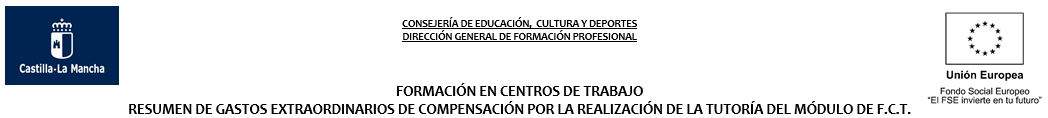 CONSEJERÍA DE EDUCACIÓN, CULTURA Y DEPORTES
DIRECCIÓN GENERAL DE FORMACIÓN PROFESIONAL
Castilla-La Mancha
Unión Europea
Fondo Social Europeo
"El FSE invierte en tu futuro"
FORMACIÓN EN CENTROS DE TRABAJO
RESUMEN DE GASTOS EXTRAORDINARIOS DE COMPENSACIÓN POR LA REALIZACIÓN DE LA TUTORÍA DEL MÓDULO DE F.C.T.